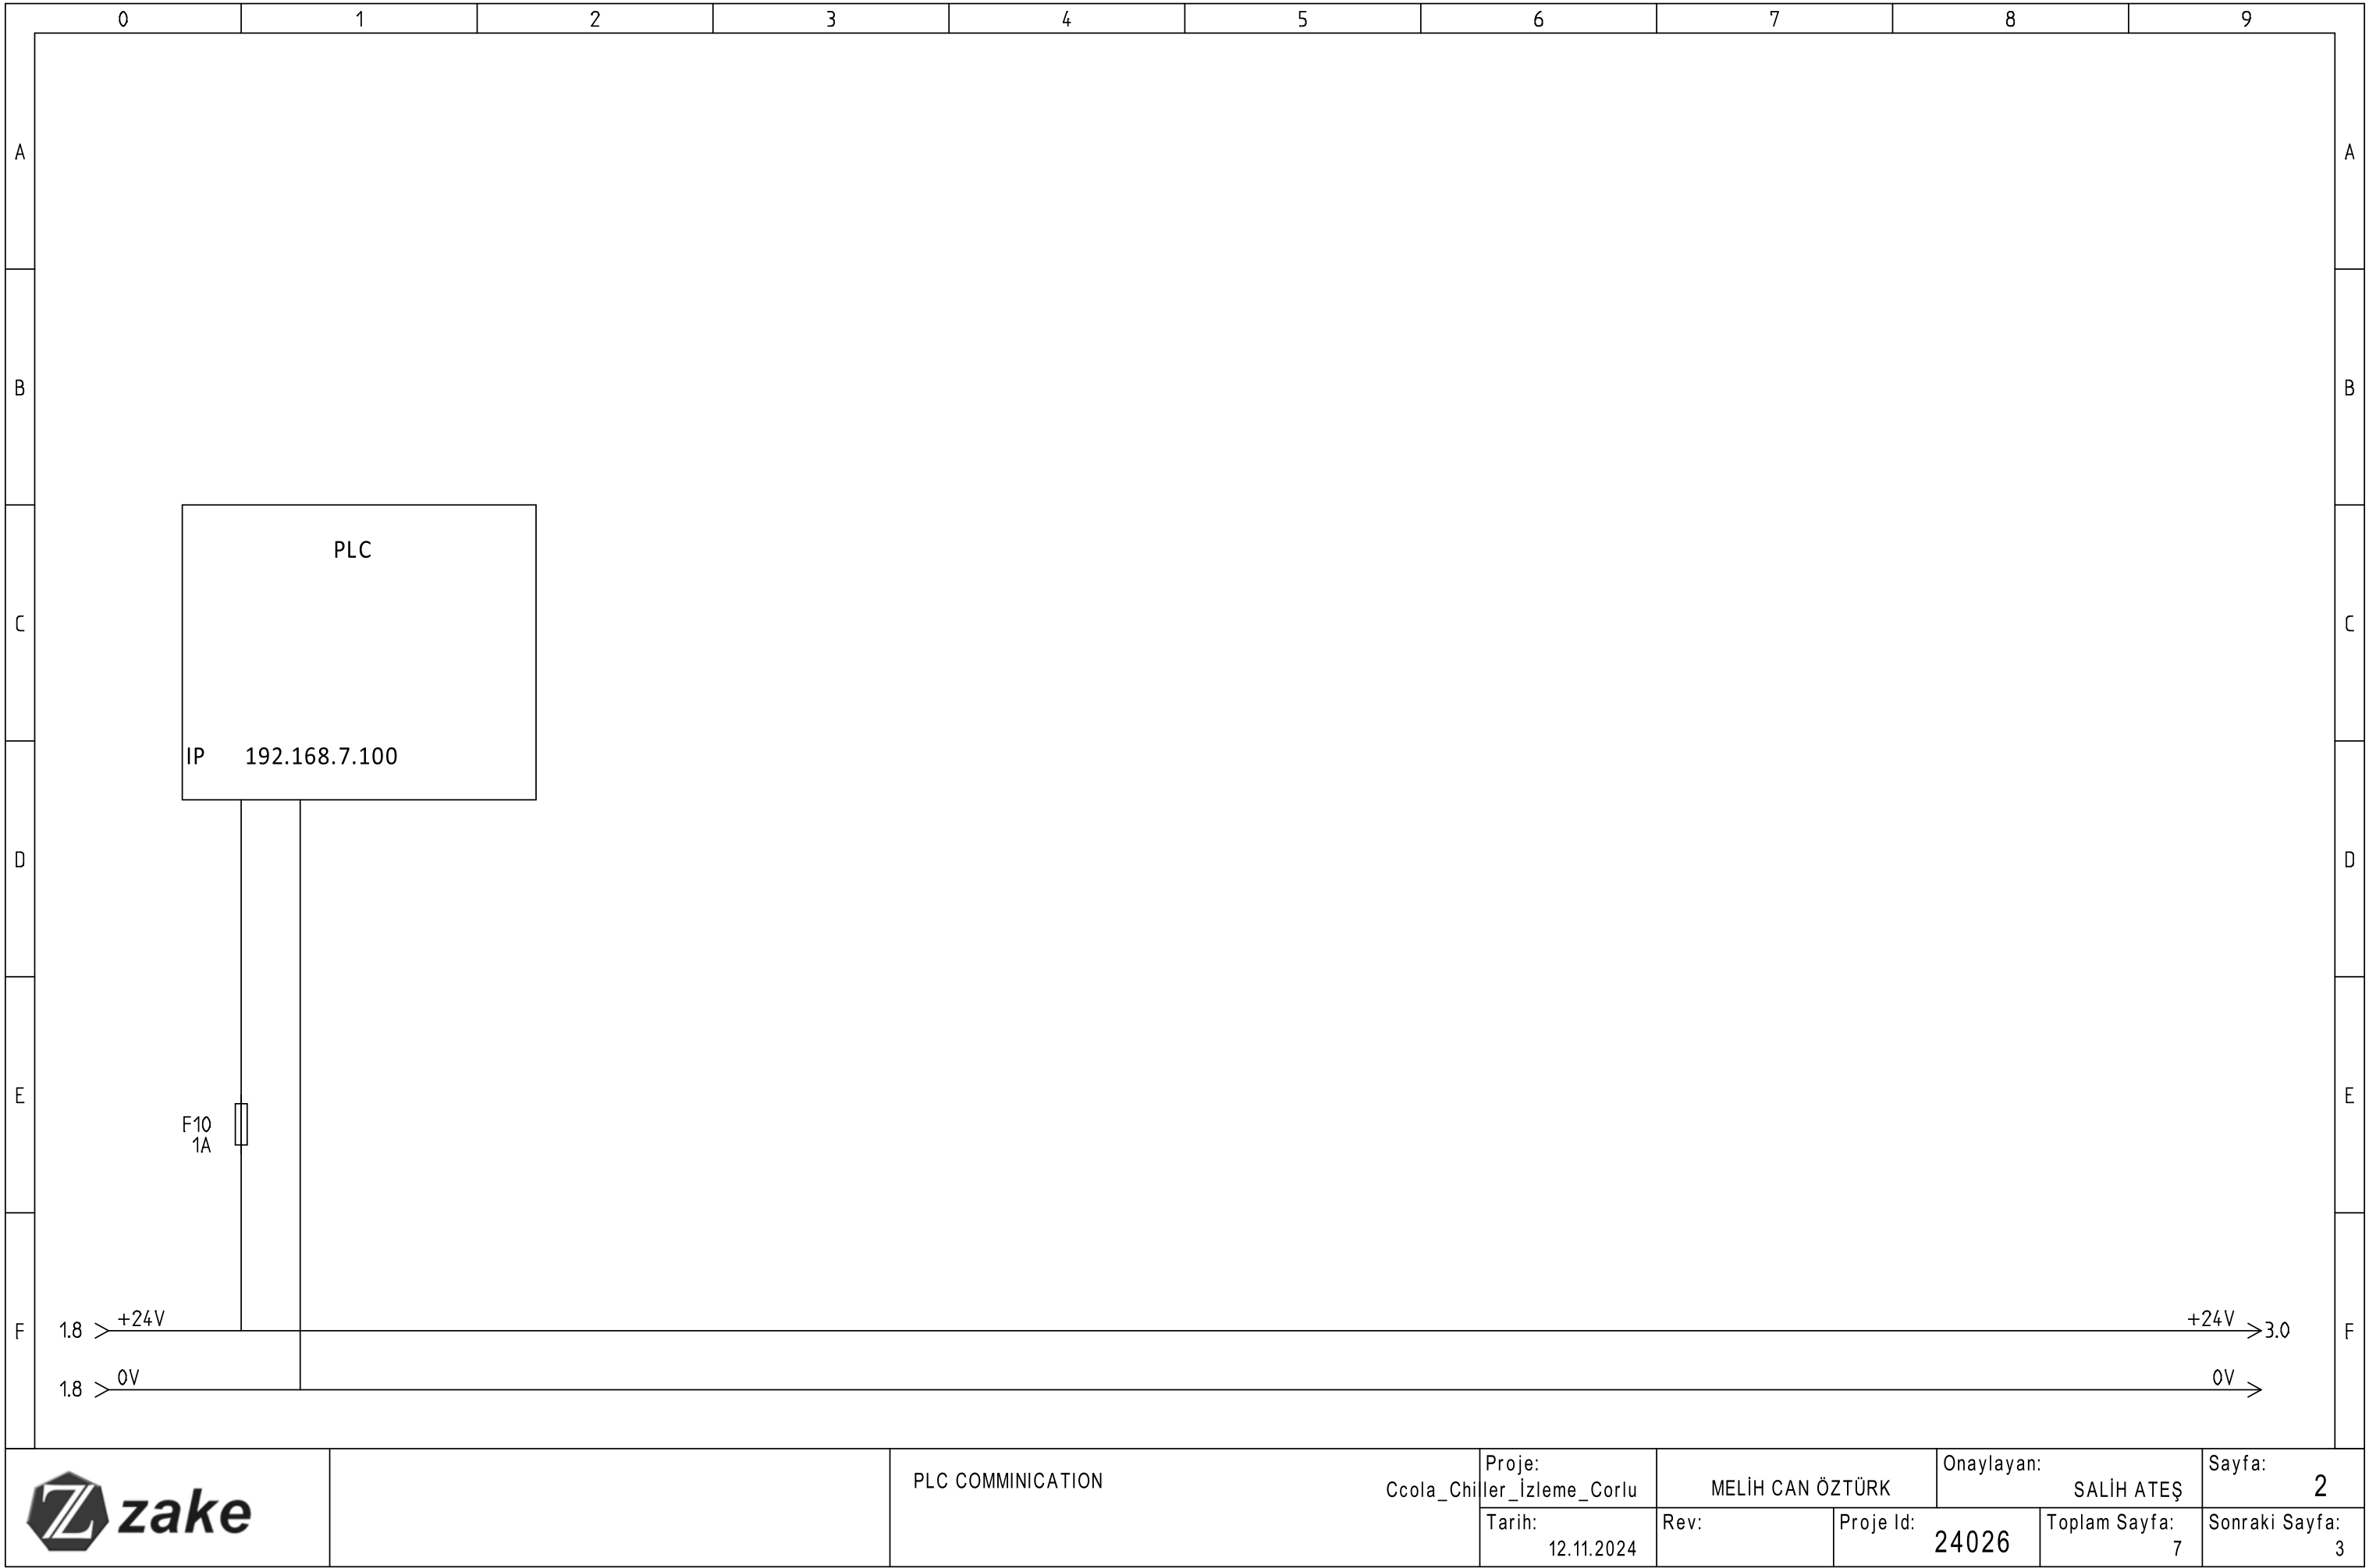 0 1 2 3 4 5 6 7 8 9
A A
B B
C C
PLC
IP 192.168.7.100
D D
E E
F10
1A
F F
1.8 +24V +24V 3.0
1.8 0V 0V
zake
PLC COMMINICATION
Proje:
Ccola_Chiller_İzleme_Corlu
MELİH CAN ÖZTÜRK
Onaylayan:
SALİH ATEŞ
Sayfa:
2
Tarih:
12.11.2024
Rev:
Proje Id:
24026
Toplam Sayfa:
7
Sonraki Sayfa:
3